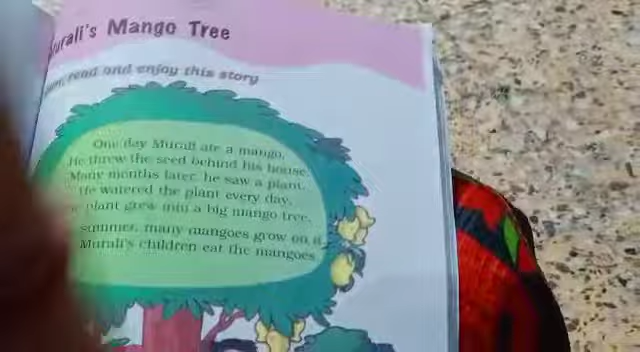 Murali's Mango Tree
read and enjoy this story
One day Murali ate a mango.
He threw the seed behind his house.
Many months later, he saw a plant.
He watered the plant every day.
plant grew into a big mango tree.
summer, many mangoes grow on it.
Murali's children eat the mangoes